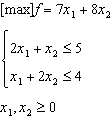 [max]f = 7x₁ + 8x₂
2x₁ + x₂ ≤ 5
x₁ + 2x₂ ≤ 4
x₁, x₂ ≥ 0